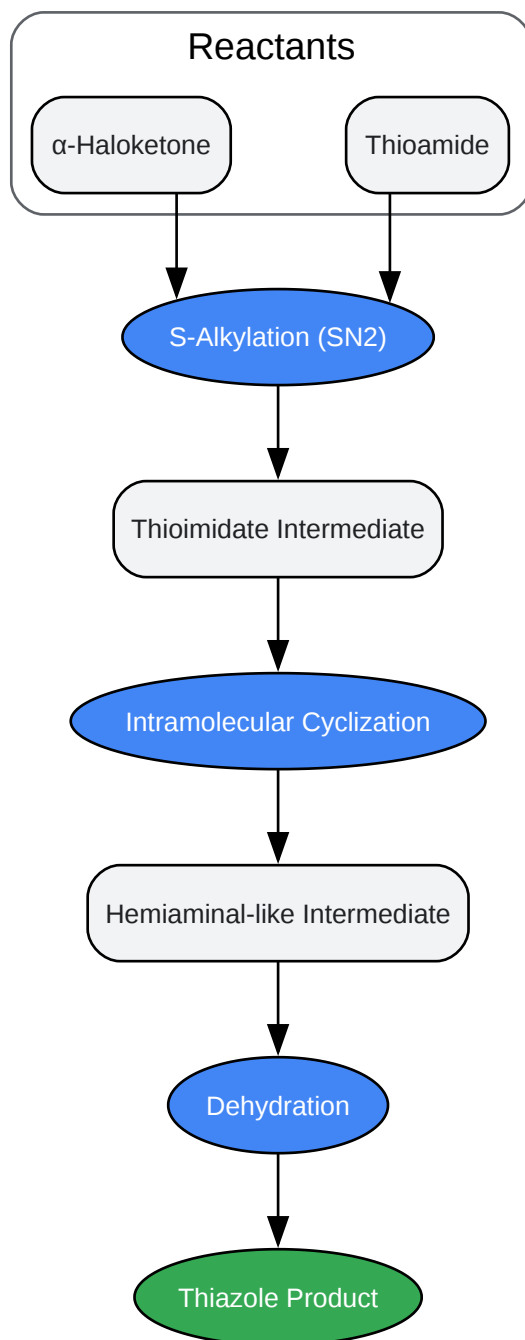 Reactants
α-Haloketone
Thioamide
S-Alkylation (SN2)
Thioimidate Intermediate
Intramolecular Cyclization
Hemiaminal-like Intermediate
Dehydration
Thiazole Product